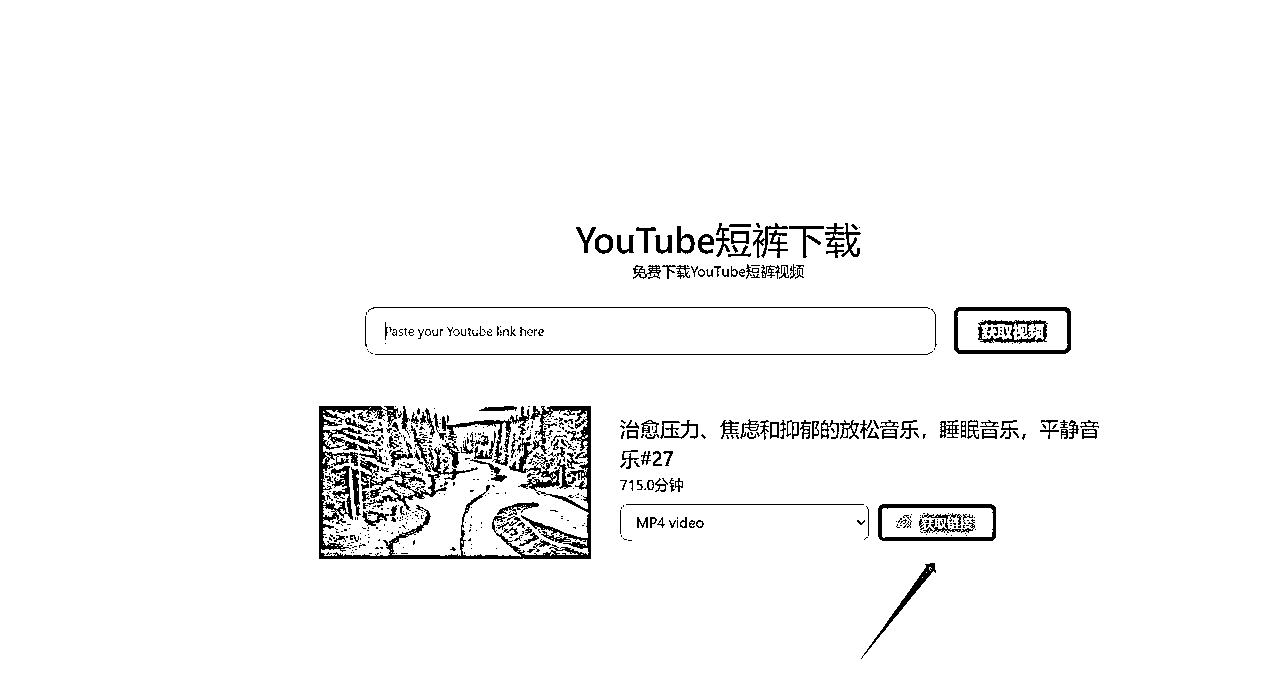 YouTube短裤下载
免费下载YouTube短裤视频
Paste your Youtube link here
获取视频
治愈压力、焦虑和抑郁的放松音乐，睡眠音乐，平静音
乐#27
715.0分钟
MP4 video
获取链接